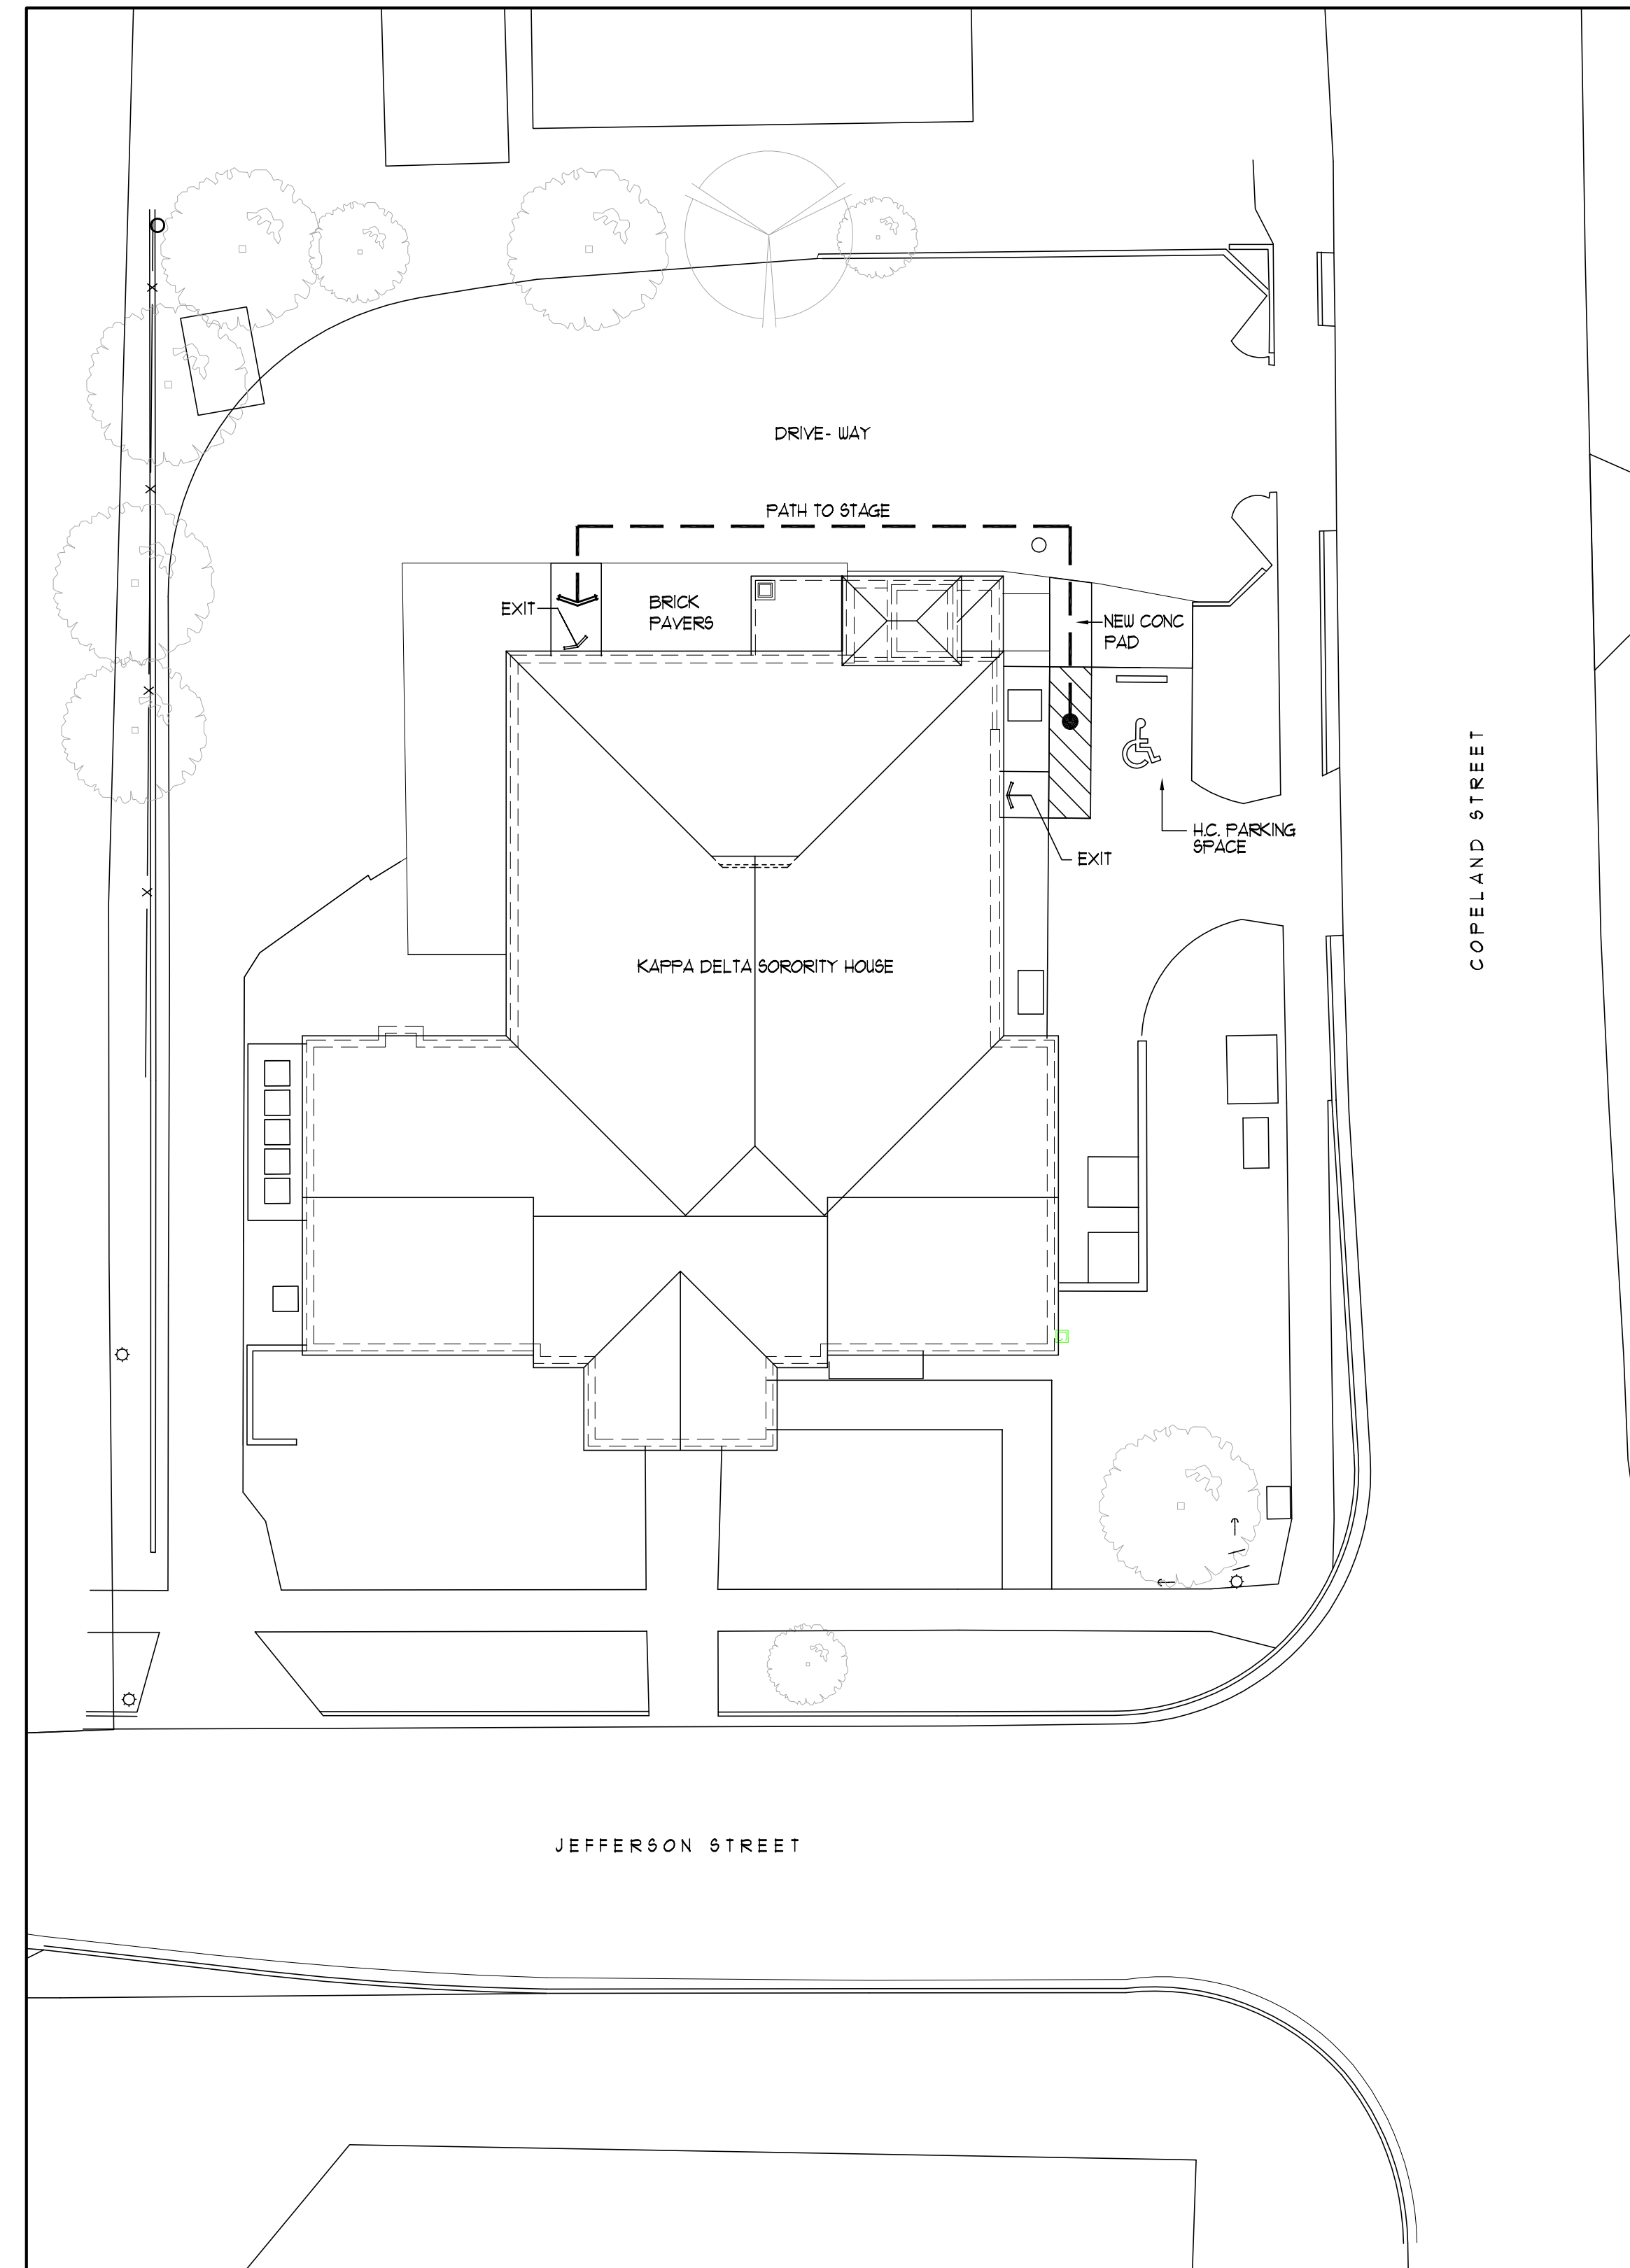 DRIVE- WAY
PATH TO STAGE
EXIT
BRICK
PAVERS
NEW CONC
PAD
H.C. PARKING
SPACE
EXIT
COPELAND STREET
KAPPA DELTA SORORITY HOUSE
JEFFERSON STREET